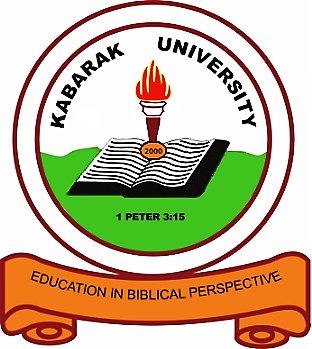 KABARAK UNIVERSITY
2000
1 PETER 3:15
EDUCATION IN BIBLICAL PERSPECTIVE